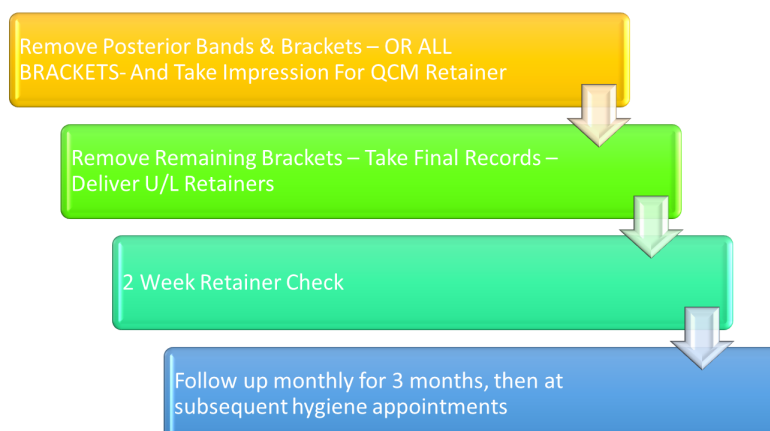 Remove Posterior Bands & Brackets – OR ALL
BRACKETS- And Take Impression For QCM Retainer
Remove Remaining Brackets – Take Final Records –
Deliver U/L Retainers
2 Week Retainer Check
Follow up monthly for 3 months, then at
subsequent hygiene appointments